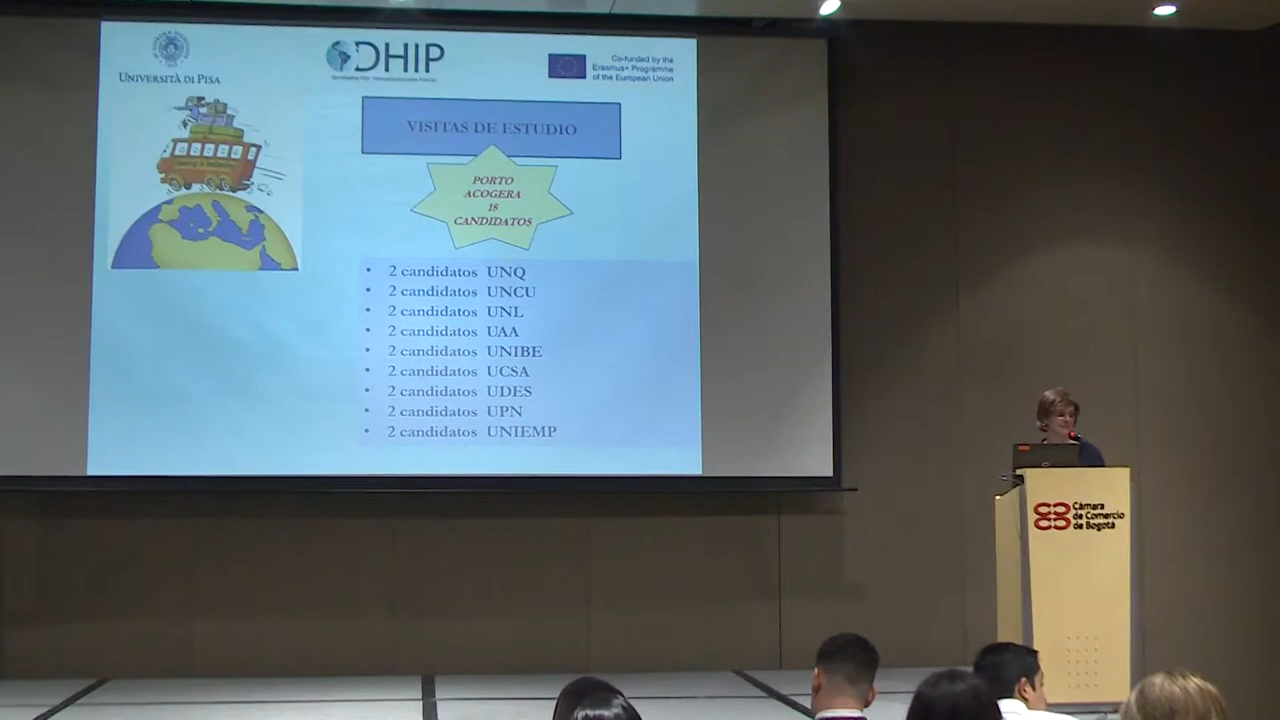 UNIVERSITÀ DI PISA
DHIP
Co-funded by the
Erasmus+ Programme
of the European Union
VISITAS DE ESTUDIO
PORTO
ACOGERA
18
CANDIDATOS
• 2 candidatos UNQ
• 2 candidatos UNCU
• 2 candidatos UNL
• 2 candidatos UAA
• 2 candidatos UNIBE
• 2 candidatos UCSA
• 2 candidatos UDES
• 2 candidatos UPN
• 2 candidatos UNIEMP
Cámara
de Comercio
de Bogotá